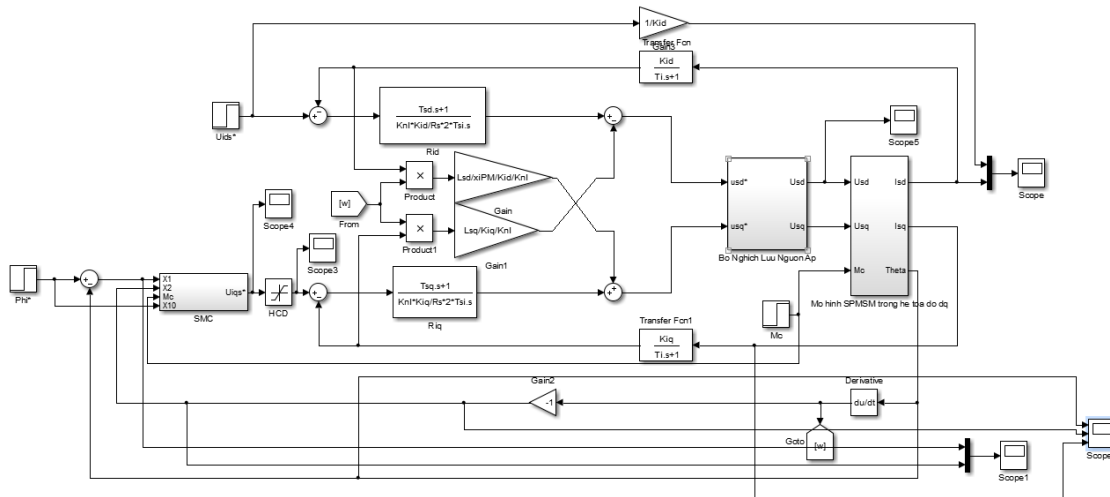 1/Kid
Transfer Fcn
Gain3
Kid
Ti.s+1
Uids*
Tsd.s+1
Knl*Kid/Rs*2*Tsi.s
Rid
×
Product
Lsd/xiPM/Kid/Knl
Gain
[w]
From
×
Product1
Lsq/Kiq/Knl
Gain1
Tsq.s+1
Knl*Kiq/Rs*2*Tsi.s
Riq
usd*
usq*
Usd
Usq
Bo Nghich Luu Nguon Ap
Scope5
Usd
Usq
Mc
Isd
Isq
Theta
Mo hinh SPMSM trong he toa do dq
Scope
Scope4
Scope3
Phi*
X1
X2
Mc
X10
Uiqs*
SMC
HCD
Mc
Transfer Fcn1
Kiq
Ti.s+1
Gain2
-1
Derivative
du/dt
Goto
[w]
Scope1
Scope